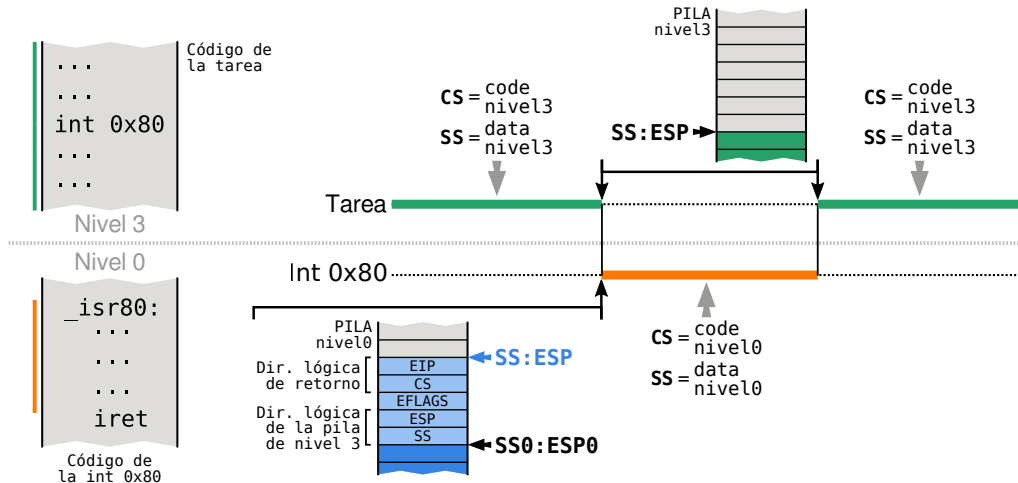 Código de
la tarea
...
...
int 0x80
...
...
Nivel 3
PILA
nivel3
CS = code
nivel3
SS = data
nivel3
SS:ESP
CS = code
nivel3
SS = data
nivel3
Tarea
Nivel 0
Int 0x80
_isr80:
...
...
...
iret
Código de
la int 0x80
PILA
nivel0
SS:ESP
Dir. lógica
de retorno
EIP
CS
EFLAGS
Dir. lógica
de la pila
de nivel 3
ESP
SS
SS0:ESP0
CS = code
nivel0
SS = data
nivel0